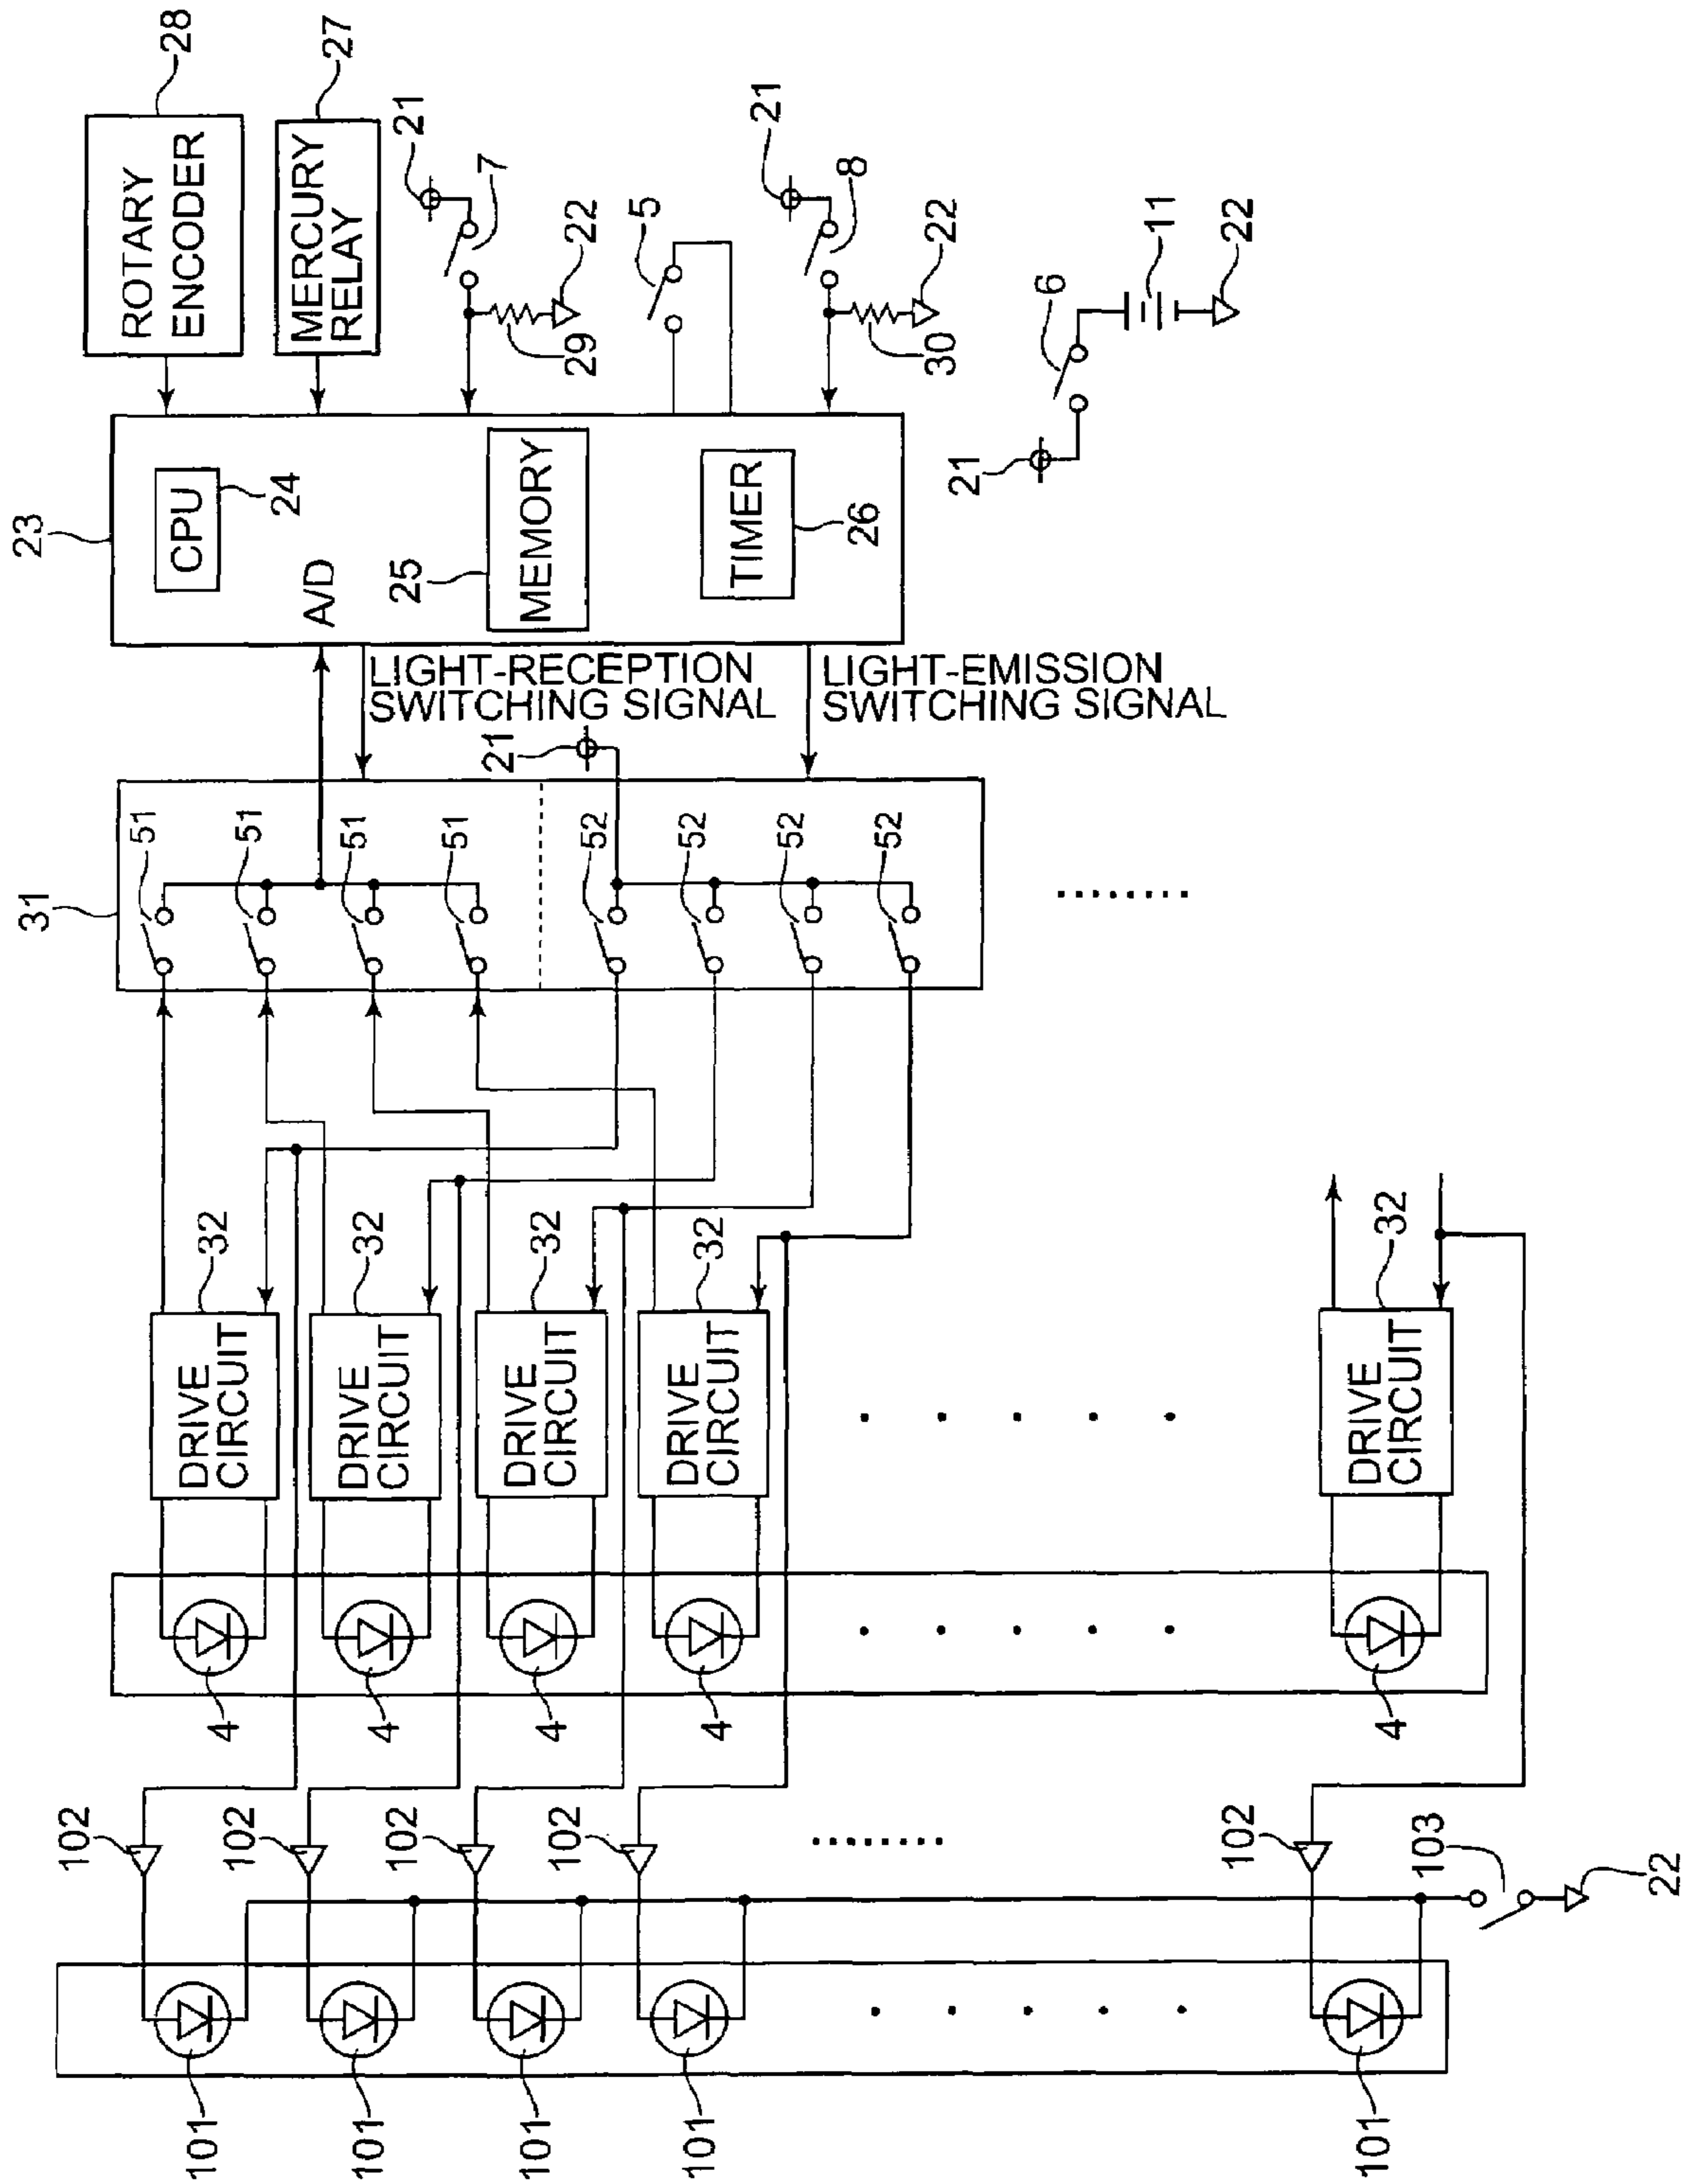 28
ROTARY
ENCODER
27
MERCURY
RELAY
21
7
22
29
5
21
8
22
30
6
11
22
21
23
CPU
24
A/D
25
MEMORY
TIMER
26
LIGHT-RECEPTION
SWITCHING SIGNAL
LIGHT-EMISSION
SWITCHING SIGNAL
21
31
51
51
51
51
52
52
52
52
32
32
32
32
32
DRIVE
CIRCUIT
DRIVE
CIRCUIT
DRIVE
CIRCUIT
DRIVE
CIRCUIT
DRIVE
CIRCUIT
4
4
4
4
4
102
102
102
102
102
103
22
101
101
101
101
101